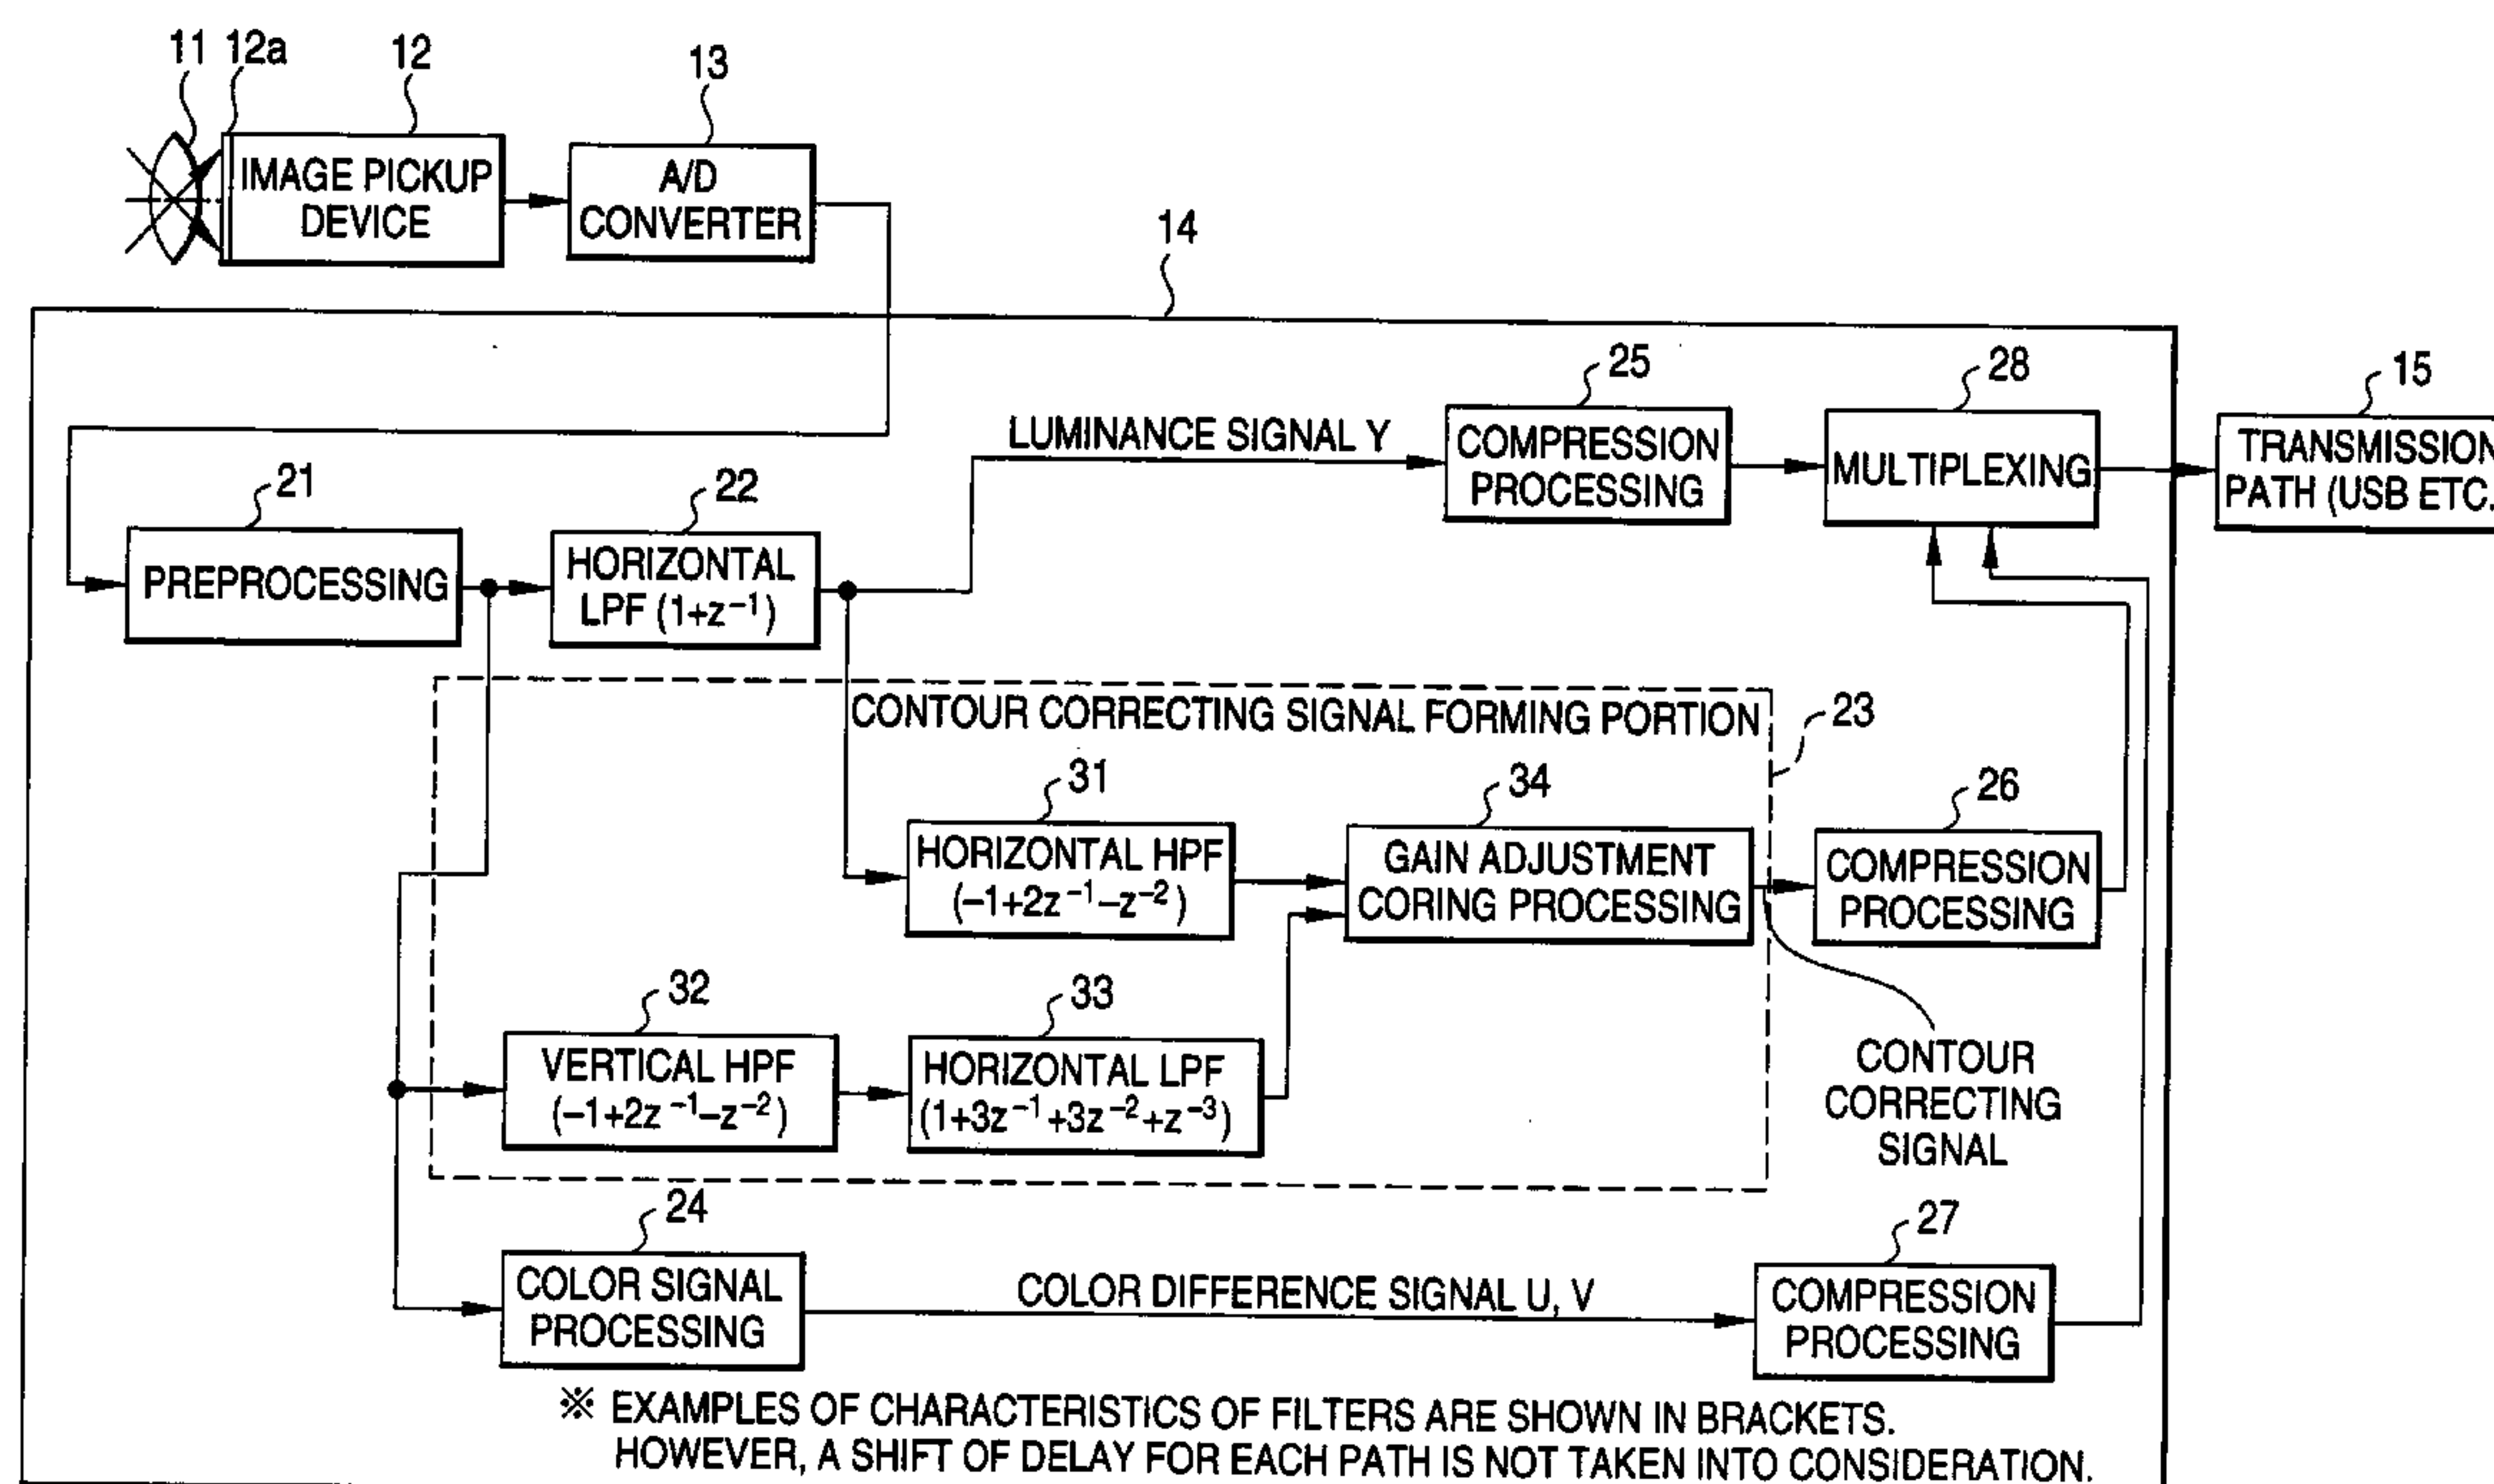 11
12a
12
13
IMAGE PICKUP
DEVICE
A/D
CONVERTER
14
25
28
15
LUMINANCE SIGNAL Y
COMPRESSION
PROCESSING
MULTIPLEXING
TRANSMISSION
PATH (USB ETC.
21
22
PREPROCESSING
HORIZONTAL
LPF (1+z⁻¹)
CONTOUR CORRECTING SIGNAL FORMING PORTION
23
31
34
26
HORIZONTAL HPF
(−1+2z⁻¹−z⁻²)
GAIN ADJUSTMENT
CORING PROCESSING
COMPRESSION
PROCESSING
32
33
VERTICAL HPF
(−1+2z⁻¹−z⁻²)
HORIZONTAL LPF
(1+3z⁻¹+3z⁻²+z⁻³)
CONTOUR
CORRECTING
SIGNAL
24
27
COLOR SIGNAL
PROCESSING
COLOR DIFFERENCE SIGNAL U, V
COMPRESSION
PROCESSING
※ EXAMPLES OF CHARACTERISTICS OF FILTERS ARE SHOWN IN BRACKETS.
HOWEVER, A SHIFT OF DELAY FOR EACH PATH IS NOT TAKEN INTO CONSIDERATION.